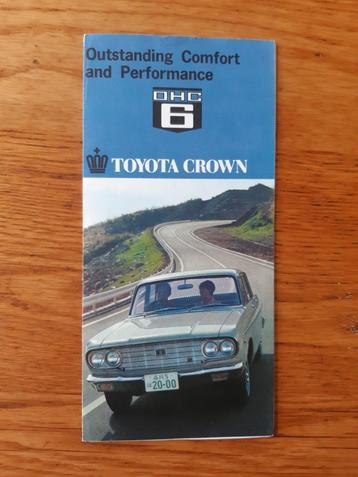 Outstanding Comfort
and Performance
OHC
6
TOYOTA CROWN
20-00